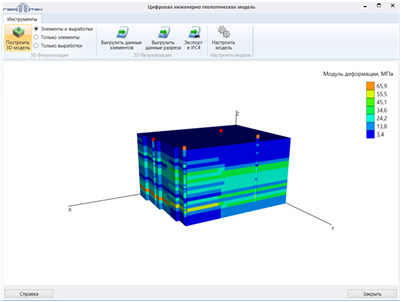 Цифровая инженерно геологическая модель
Инструменты
Построить
3D модель
Элементы и выработки
Только элементы
Только выработки
3D Визуализация
Выгрузить данные
элементов
Выгрузить
данные разреза
Экспорт
в IFC4
3D Визуализация
Настроить
модель
Настроить модель
Модуль деформации, МПа
65,9
55,5
45,1
34,6
24,2
13,8
3,4
Z
X
Y
Справка
Закрыть